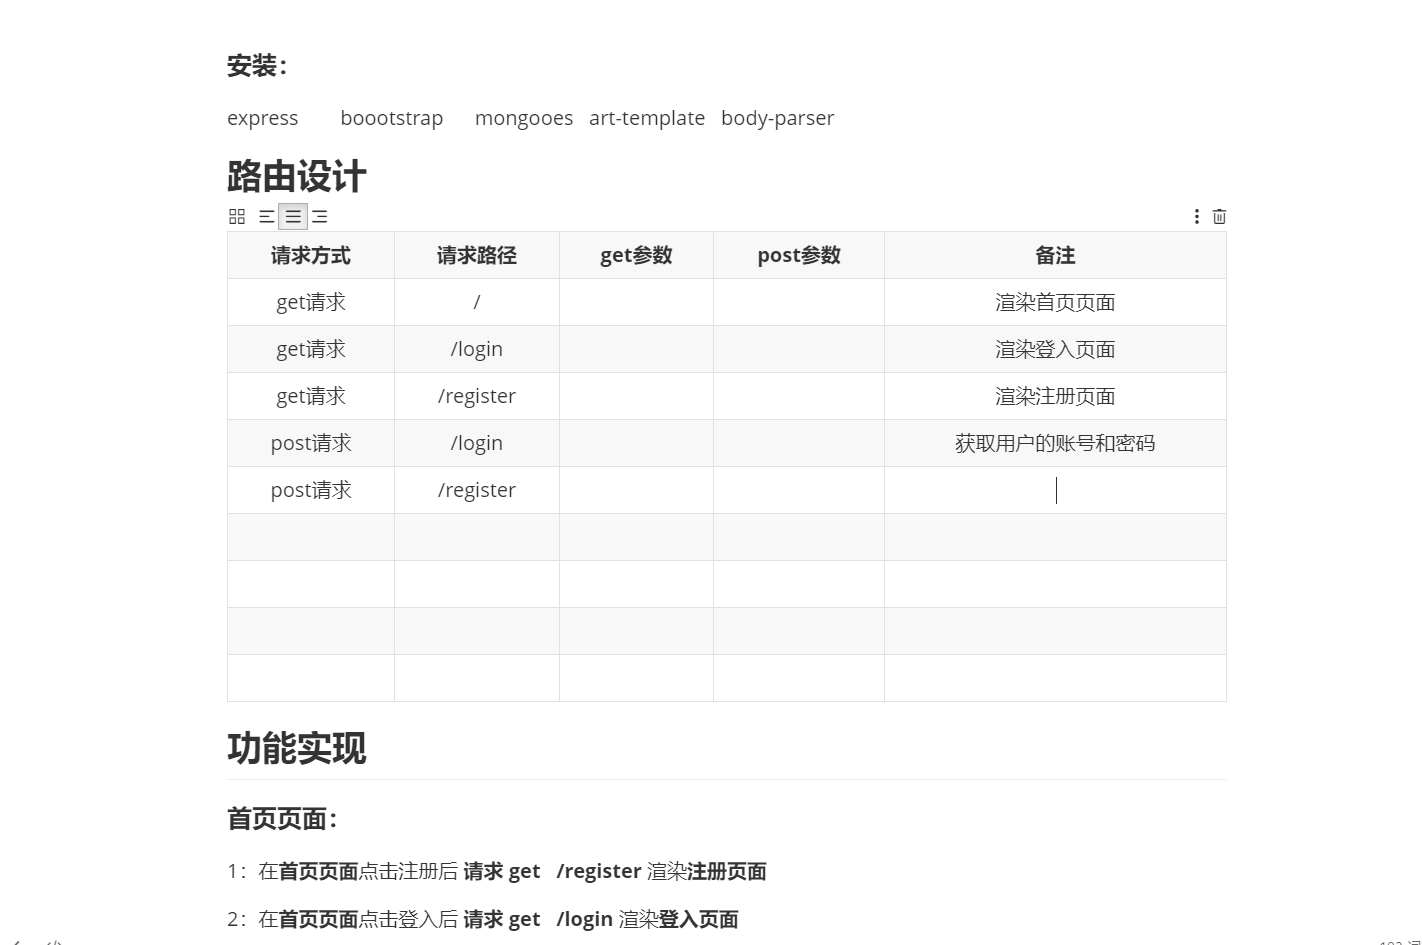 安装：
express boootstrap mongooes art-template body-parser
路由设计
请求方式 请求路径 get参数 post参数 备注
get请求 / 渲染首页页面
get请求 /login 渲染登入页面
get请求 /register 渲染注册页面
post请求 /login 获取用户的账号和密码
post请求 /register
功能实现
首页页面：
1：在首页页面点击注册后 请求 get /register 渲染注册页面
2：在首页页面点击登入后 请求 get /login 渲染登入页面